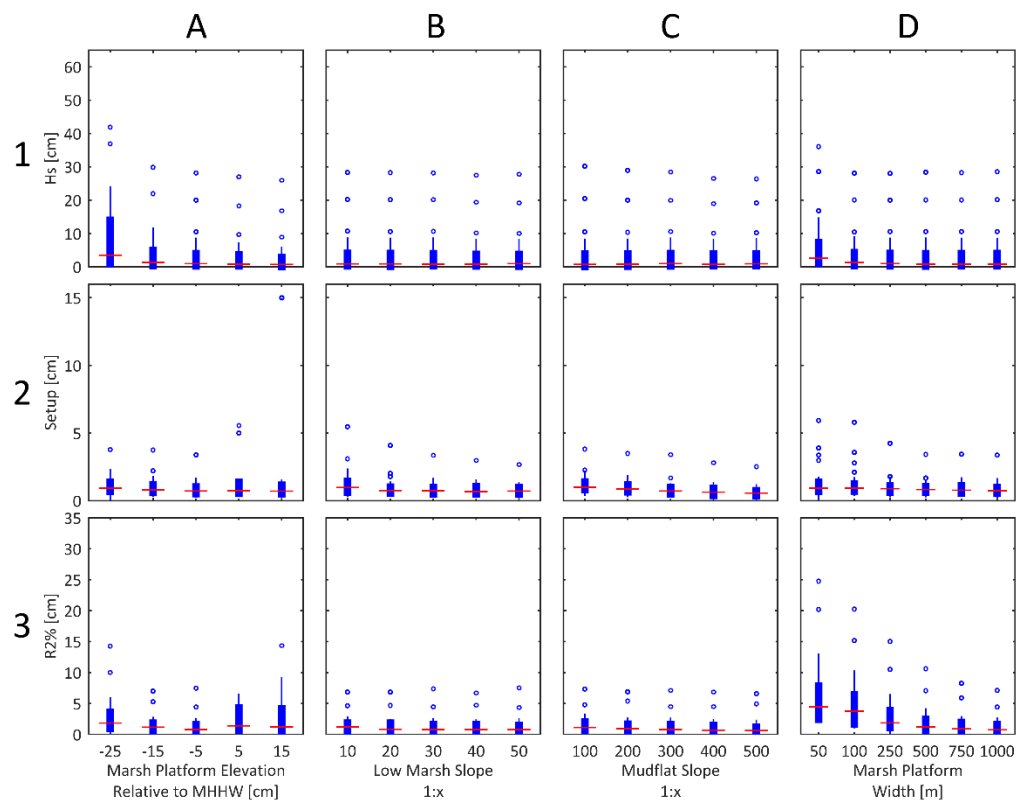 A B C D
1
Hs [cm]
60
50
40
30
20
10
0
2
Setup [cm]
15
10
5
0
3
R2% [cm]
35
30
25
20
15
10
5
0
-25 -15 -5 5 15
10 20 30 40 50
100 200 300 400 500
50 100 250 500 750 1000
Marsh Platform Elevation
Relative to MHHW [cm]
Low Marsh Slope
1:x
Mudflat Slope
1:x
Marsh Platform
Width [m]